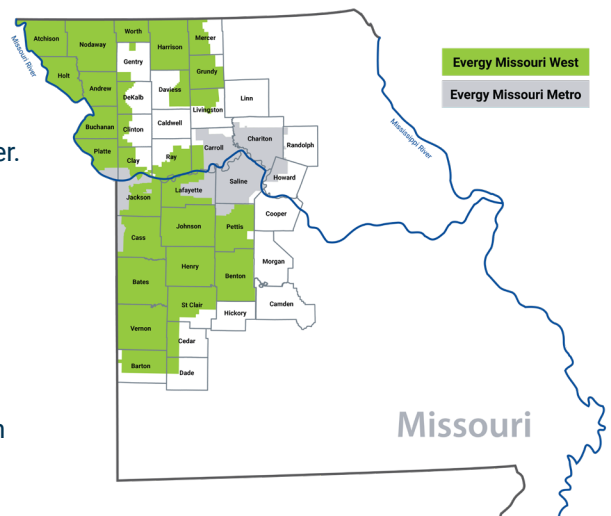 Worth
Atchison
Nodaway
Harrison
Mercer
Missouri River
Gentry
Holt
Grundy
Andrew
Daviess
DeKalb
Linn
Livingston
Buchanan
Clinton
Caldwell
Chariton
Carroll
Randolph
er.
Platte
Clay
Ray
Howard
Saline
Lafayette
Jackson
Cooper
Johnson
Pettis
Cass
Morgan
Henry
Benton
Bates
St Clair
Camden
Hickory
Vernon
Cedar
Barton
Dade
Evergy Missouri West
Evergy Missouri Metro
Mississippi River
Missouri
n